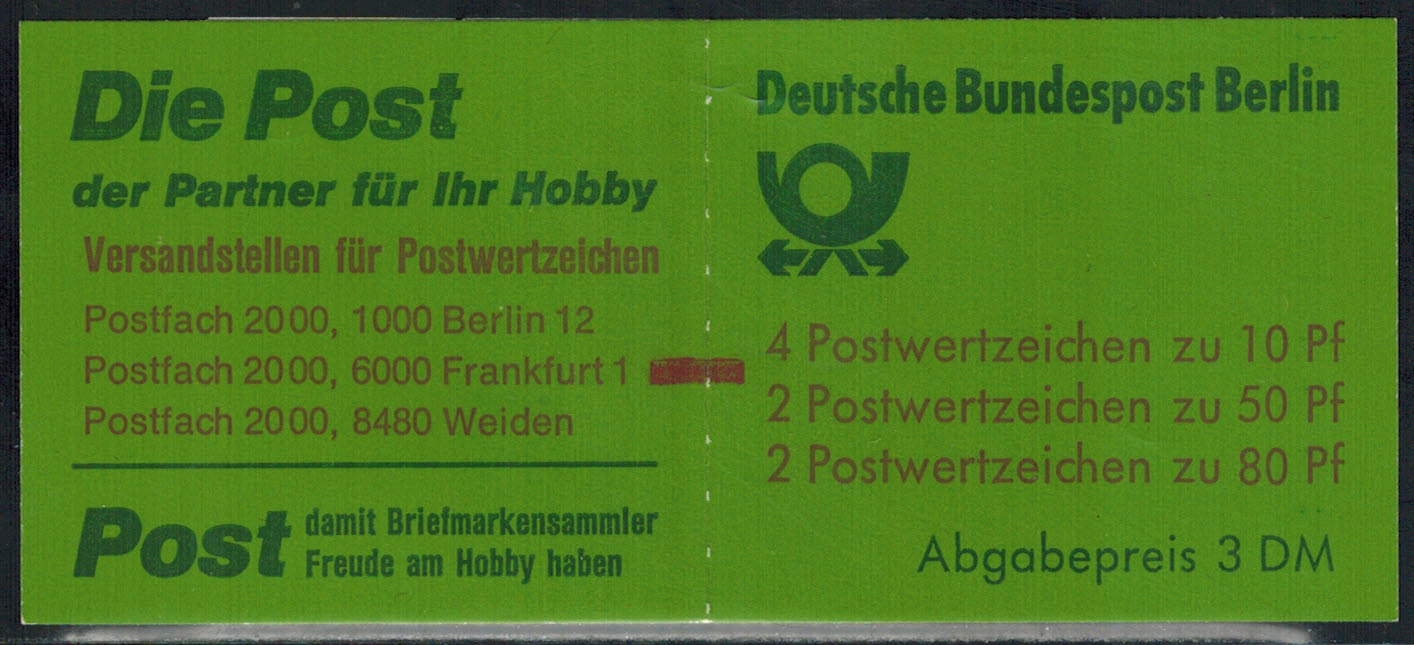 Die Post
der Partner für Ihr Hobby
Versandstellen für Postwertzeichen
Postfach 2000, 1000 Berlin 12
Postfach 2000, 6000 Frankfurt 1
Postfach 2000, 8480 Weiden
Post damit Briefmarkensammler
Freude am Hobby haben
Deutsche Bundespost Berlin
4 Postwertzeichen zu 10 Pf
2 Postwertzeichen zu 50 Pf
2 Postwertzeichen zu 80 Pf
Abgabepreis 3 DM